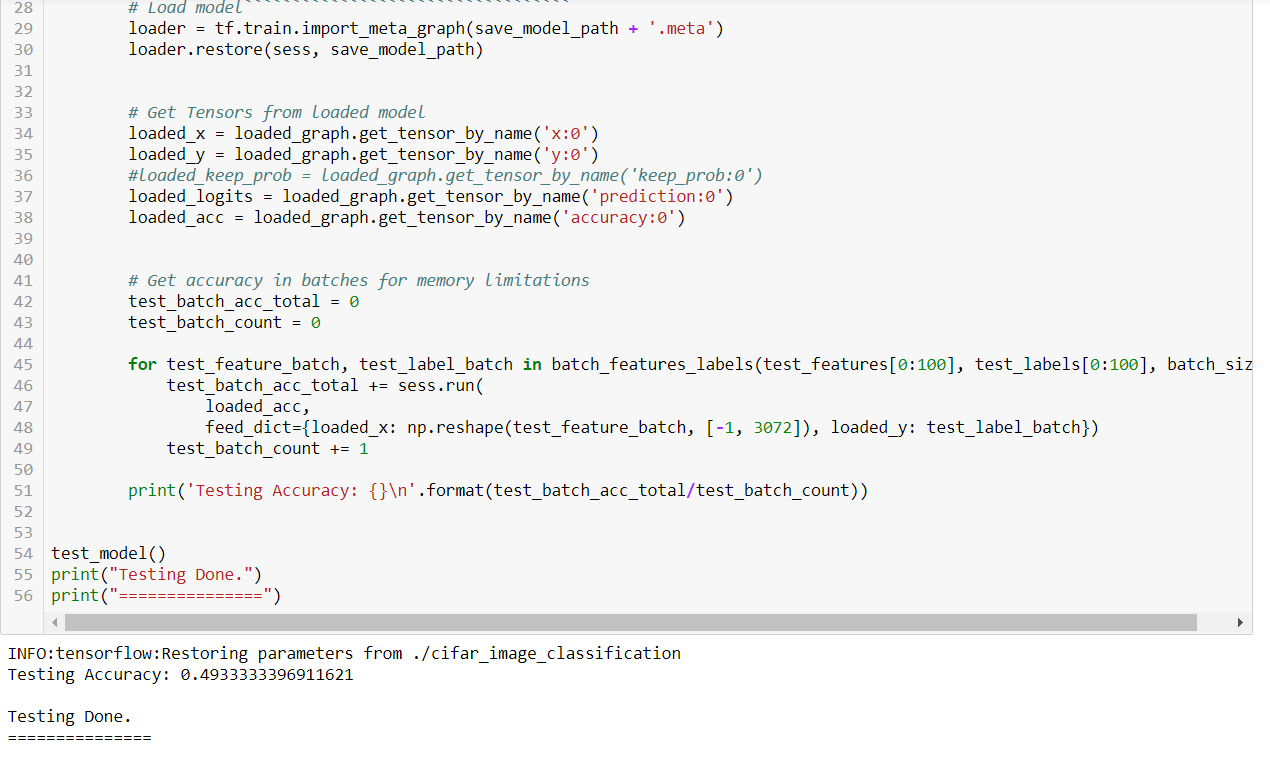 28 # Load model
29 loader = tf.train.import_meta_graph(save_model_path + '.meta')
30 loader.restore(sess, save_model_path)
31
32
33 # Get Tensors from loaded model
34 loaded_x = loaded_graph.get_tensor_by_name('x:0')
35 loaded_y = loaded_graph.get_tensor_by_name('y:0')
36 #loaded_keep_prob = loaded_graph.get_tensor_by_name('keep_prob:0')
37 loaded_logits = loaded_graph.get_tensor_by_name('prediction:0')
38 loaded_acc = loaded_graph.get_tensor_by_name('accuracy:0')
39
40
41 # Get accuracy in batches for memory limitations
42 test_batch_acc_total = 0
43 test_batch_count = 0
44
45 for test_feature_batch, test_label_batch in batch_features_labels(test_features[0:100], test_labels[0:100], batch_siz
46 test_batch_acc_total += sess.run(
47 loaded_acc,
48 feed_dict={loaded_x: np.reshape(test_feature_batch, [-1, 3072]), loaded_y: test_label_batch})
49 test_batch_count += 1
50
51 print('Testing Accuracy: {}\n'.format(test_batch_acc_total/test_batch_count))
52
53
54 test_model()
55 print("Testing Done.")
56 print("===============")
INFO:tensorflow:Restoring parameters from ./cifar_image_classification
Testing Accuracy: 0.4933333396911621
Testing Done.
===============